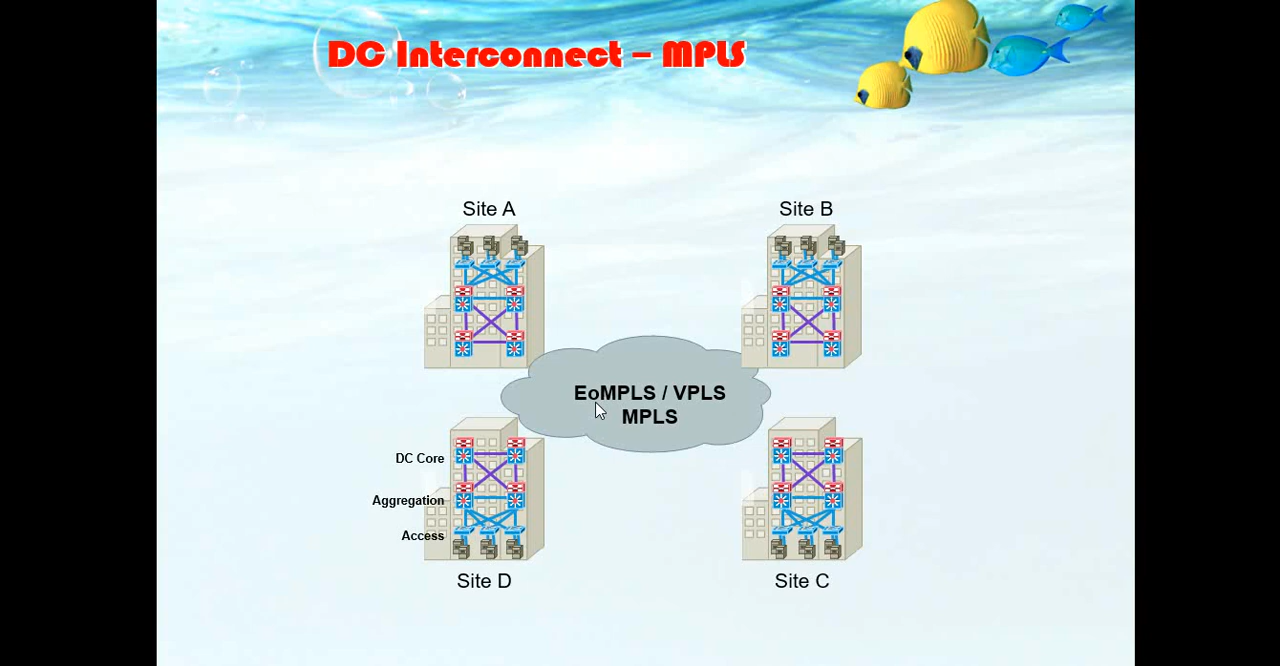 DC Interconnect – MPLS
Site A
Site B
EoMPLS / VPLS
MPLS
DC Core
Aggregation
Access
Site D
Site C